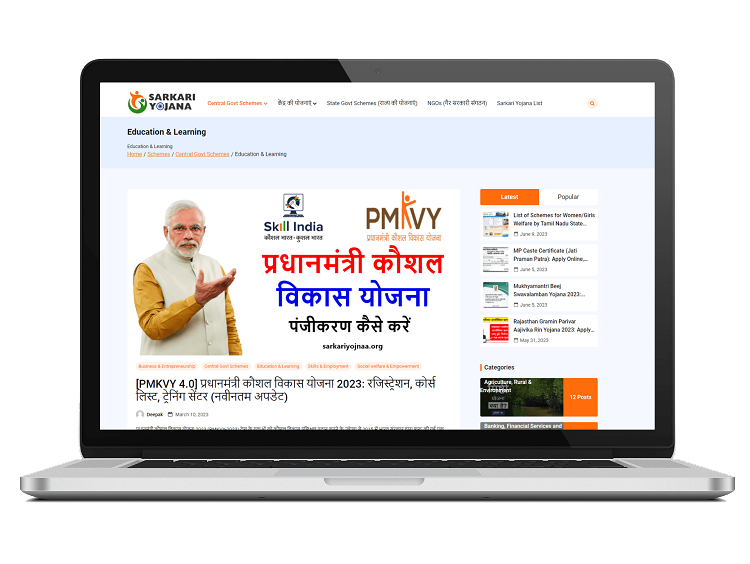 SARKARI
YOJANA
Central Govt Schemes
केंद्र की योजनाएं
State Govt Schemes (राज्य की योजनाएं)
NGOs (गैर सरकारी संगठन)
Sarkari Yojana List
Education & Learning
Education & Learning
Home / Schemes / Central Govt Schemes / Education & Learning
Skill India
कौशल भारत - कुशल भारत
PMKVY
प्रधानमंत्री कौशल विकास योजना
प्रधानमंत्री कौशल
विकास योजना
पंजीकरण कैसे करें
sarkariyojnaa.org
Business & Entrepreneurship
Central Govt Schemes
Education & Learning
Skills & Employment
Social welfare & Empowerment
[PMKVY 4.0] प्रधानमंत्री कौशल विकास योजना 2023: रजिस्ट्रेशन, कोर्स
लिस्ट, ट्रेनिंग सेंटर (नवीनतम अपडेट)
Deepak
March 10, 2023
Latest
Popular
List of Schemes for Women/Girls
Welfare by Tamil Nadu State...
June 9, 2023
MP Caste Certificate (Jati
Praman Patra): Apply Online,...
June 5, 2023
Mukhyamantri Beej
Swavalamban Yojana 2023:...
June 5, 2023
Rajasthan Gramin Parivar
Aajivika Rin Yojana 2023: Apply...
May 31, 2023
Categories
Agriculture, Rural &
Environment
12 Posts
Banking, Financial Services and